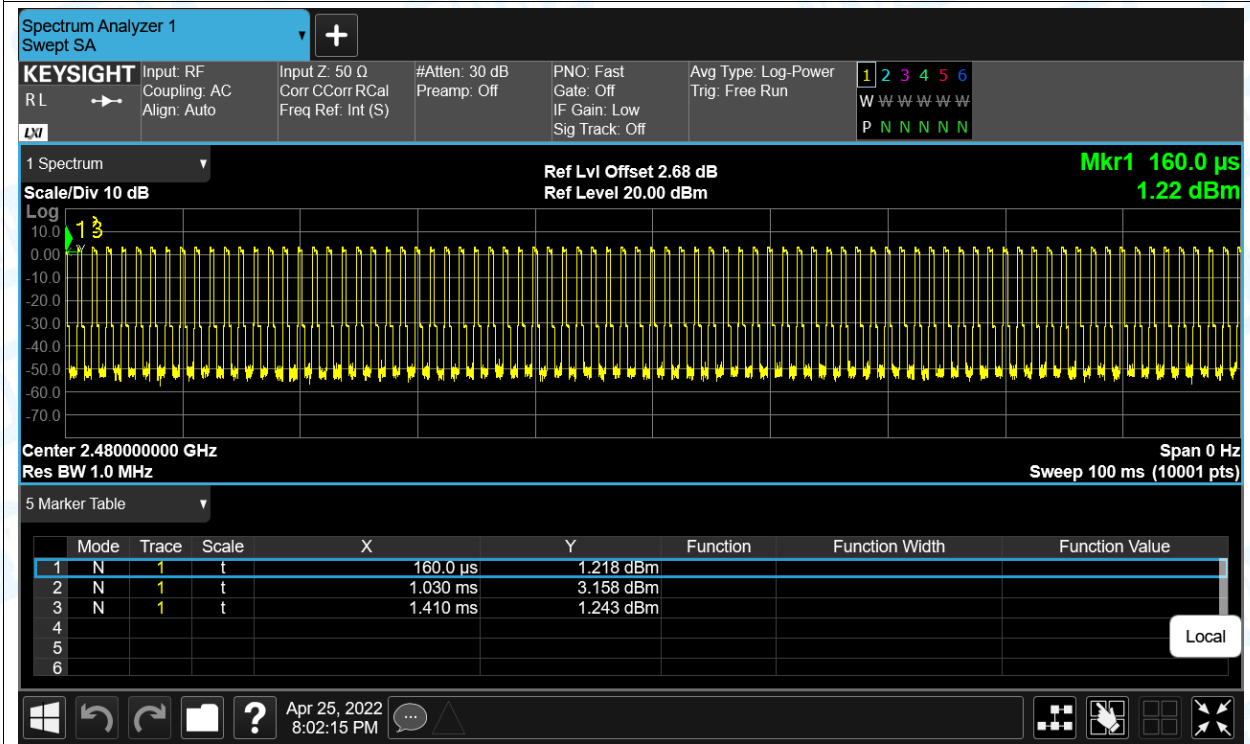 Spectrum Analyzer 1
Swept SA
+
KEYSIGHT Input: RF Input Z: 50 Ω #Atten: 30 dB PNO: Fast Avg Type: Log-Power 1 2 3 4 5 6
R L Coupling: AC Corr CCorr RCal Preamp: Off Gate: Off Trig: Free Run
Align: Auto Freq Ref: Int (S) IF Gain: Low W W W W W W
LXI Sig Track: Off P N N N N N
1 Spectrum
Ref Lvl Offset 2.68 dB Mkr1 160.0 µs
Scale/Div 10 dB Ref Level 20.00 dBm 1.22 dBm
Log
10.0
0.00
-10.0
-20.0
-30.0
-40.0
-50.0
-60.0
-70.0
1 3
Center 2.480000000 GHz Span 0 Hz
Res BW 1.0 MHz Sweep 100 ms (10001 pts)
5 Marker Table
Mode Trace Scale X Y Function Function Width Function Value
1 N 1 t 160.0 µs 1.218 dBm
2 N 1 t 1.030 ms 3.158 dBm
3 N 1 t 1.410 ms 1.243 dBm
4
5
6
Local
? Apr 25, 2022
8:02:15 PM